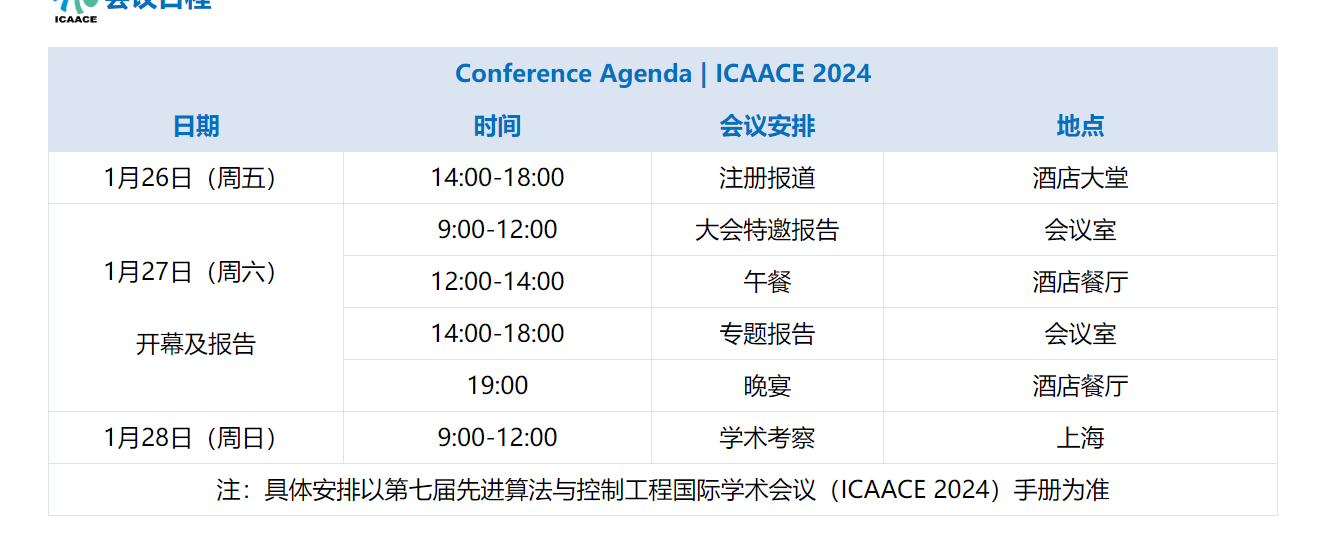 ICAACE
会议日程
Conference Agenda | ICAACE 2024
日期 时间 会议安排 地点
1月26日（周五） 14:00-18:00 注册报道 酒店大堂
1月27日（周六）
开幕及报告
9:00-12:00 大会特邀报告 会议室
12:00-14:00 午餐 酒店餐厅
14:00-18:00 专题报告 会议室
19:00 晚宴 酒店餐厅
1月28日（周日） 9:00-12:00 学术考察 上海
注：具体安排以第七届先进算法与控制工程国际学术会议（ICAACE 2024）手册为准